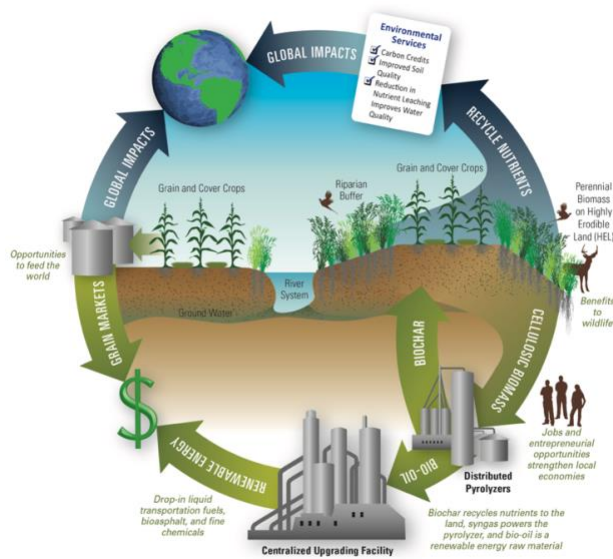 Environmental
Services
Carbon Credits
Improved Soil
Quality
Reduction in
Nutrient Leaching
Improves Water
Quality
GLOBAL IMPACTS
RECYCLE NUTRIENTS
GLOBAL IMPACTS
Grain and Cover Crops
Riparian
Buffer
Grain and Cover Crops
Perennial
Biomass
on Highly
Erodible
Land (HEL)
Opportunities
to feed the
world
River
System
Ground Water
Benefits
to
wildlife
GRAIN MARKETS
BIOCHAR
CELLULOSIC BIOMASS
$
Jobs and
entrepreneurial
opportunities
strengthen local
economies
RENEWABLE ENERGY
BIO-OIL
Distributed
Pyrolyzers
Drop-in liquid
transportation fuels,
bioasphalt, and fine
chemicals
Biochar recycles nutrients to
the land, syngas powers the
pyrolyzer, and bio-oil is a
renewable energy raw material
Centralized Upgrading Facility